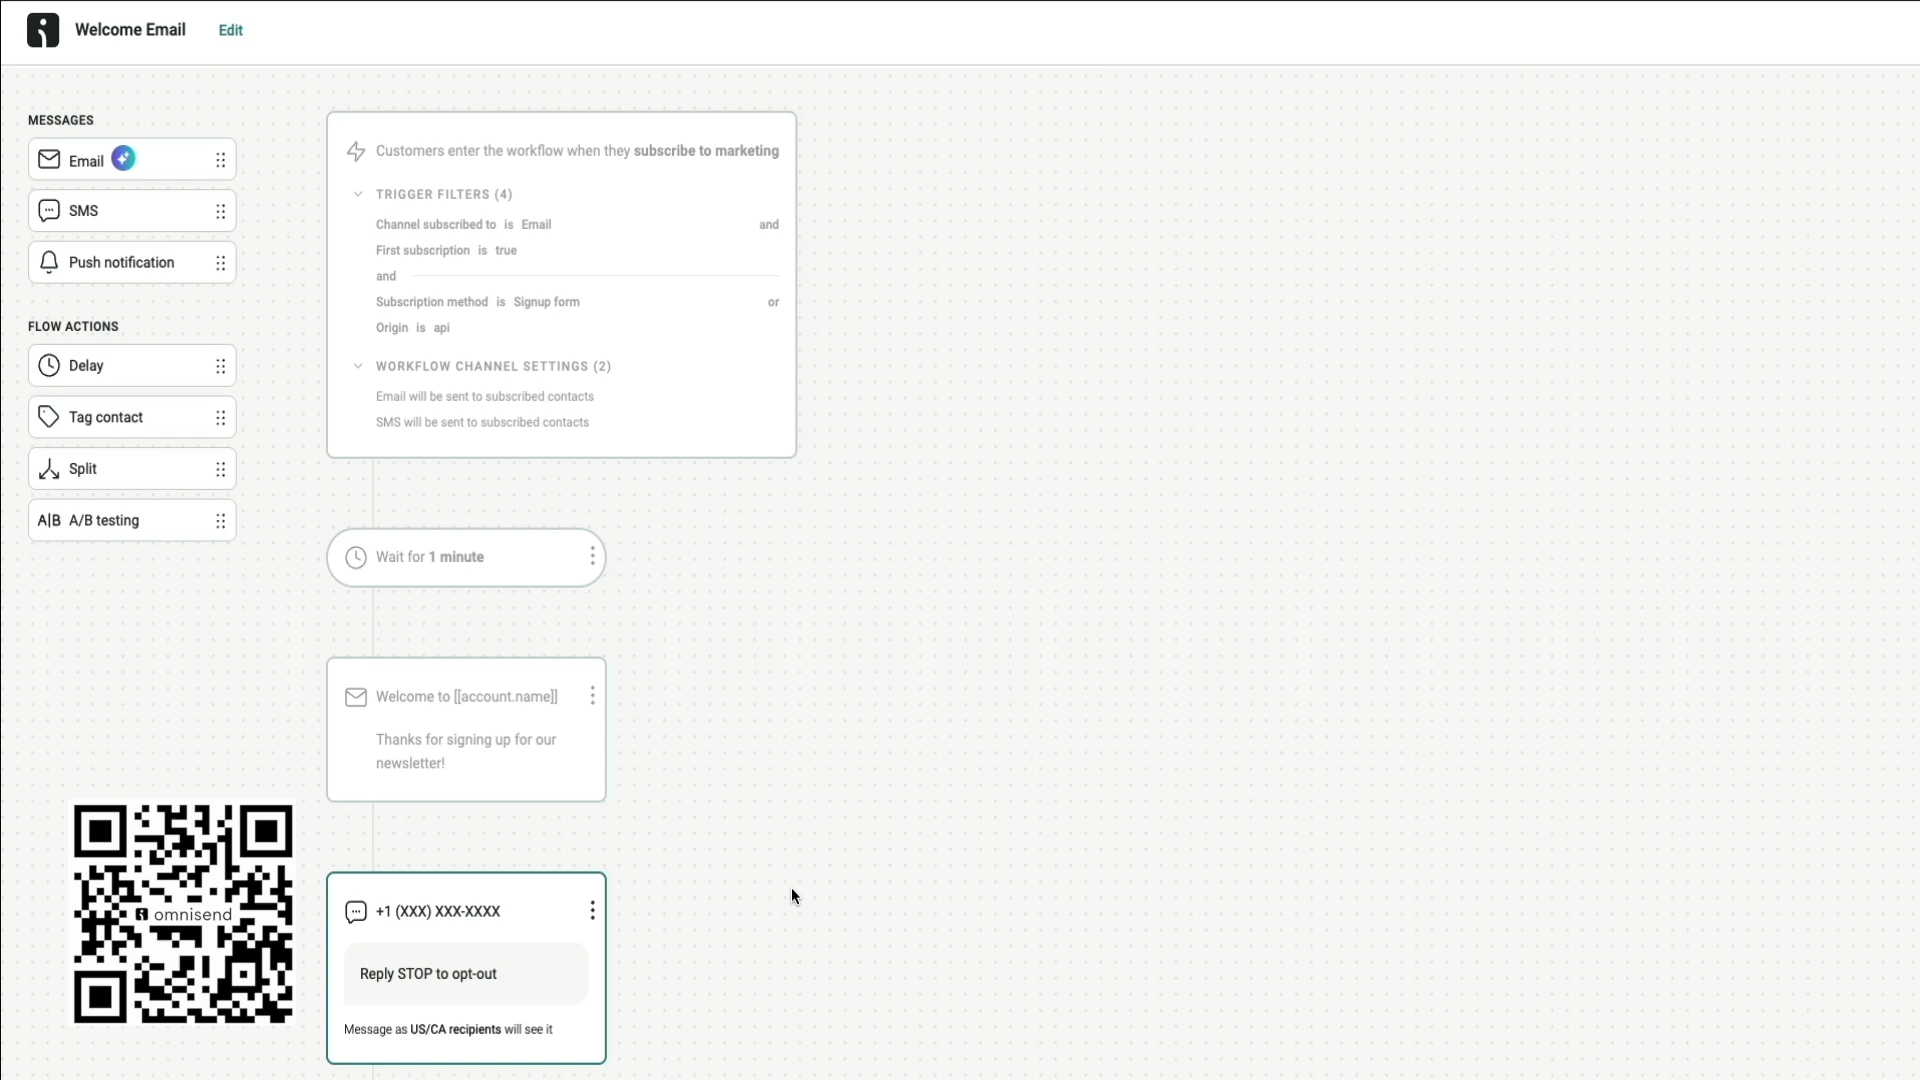 Welcome Email Edit
MESSAGES
Email
SMS
Push notification
FLOW ACTIONS
Delay
Tag contact
Split
A|B A/B testing
Customers enter the workflow when they subscribe to marketing
TRIGGER FILTERS (4)
Channel subscribed to is Email and
First subscription is true
and
Subscription method is Signup form or
Origin is api
WORKFLOW CHANNEL SETTINGS (2)
Email will be sent to subscribed contacts
SMS will be sent to subscribed contacts
Wait for 1 minute
Welcome to [[account.name]]
Thanks for signing up for our
newsletter!
omnisend
+1 (XXX) XXX-XXXX
Reply STOP to opt-out
Message as US/CA recipients will see it